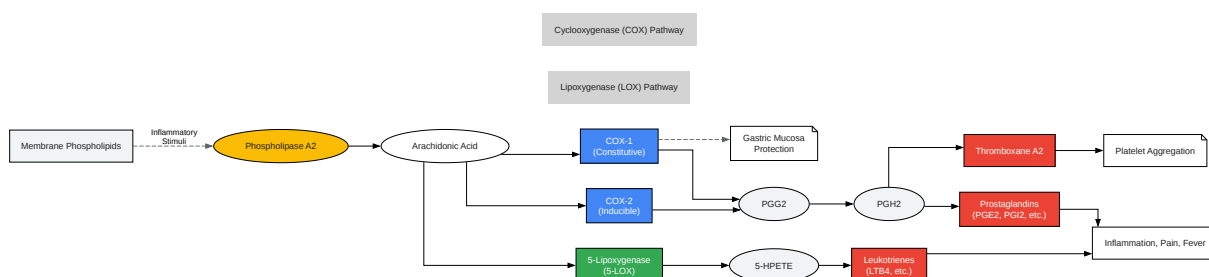 Cyclooxygenase (COX) Pathway
Lipoxygenase (LOX) Pathway
Membrane Phospholipids
Inflammatory
Stimuli
Phospholipase A2
Arachidonic Acid
COX-1
(Constitutive)
Gastric Mucosa
Protection
Thromboxane A2
Platelet Aggregation
COX-2
(Inducible)
PGG2
PGH2
Prostaglandins
(PGE2, PGI2, etc.)
Inflammation, Pain, Fever
5-Lipoxygenase
(5-LOX)
5-HPETE
Leukotrienes
(LTB4, etc.)